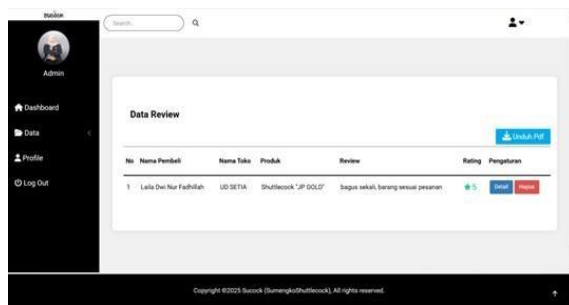 Sucock
Search..
Admin
Dashboard
Data
Profile
Log Out
Data Review
Unduh Pdf
No Nama Pembeli Nama Toko Produk Review Rating Pengaturan
1 Laila Dwi Nur Fadhillah UD SETIA Shuttlecock "JP GOLD" bagus sekali, barang sesuai pesanan 5 Detail Hapus
Copyright ©2025 Sucock (SumengkoShuttlecock), All rights reserved.